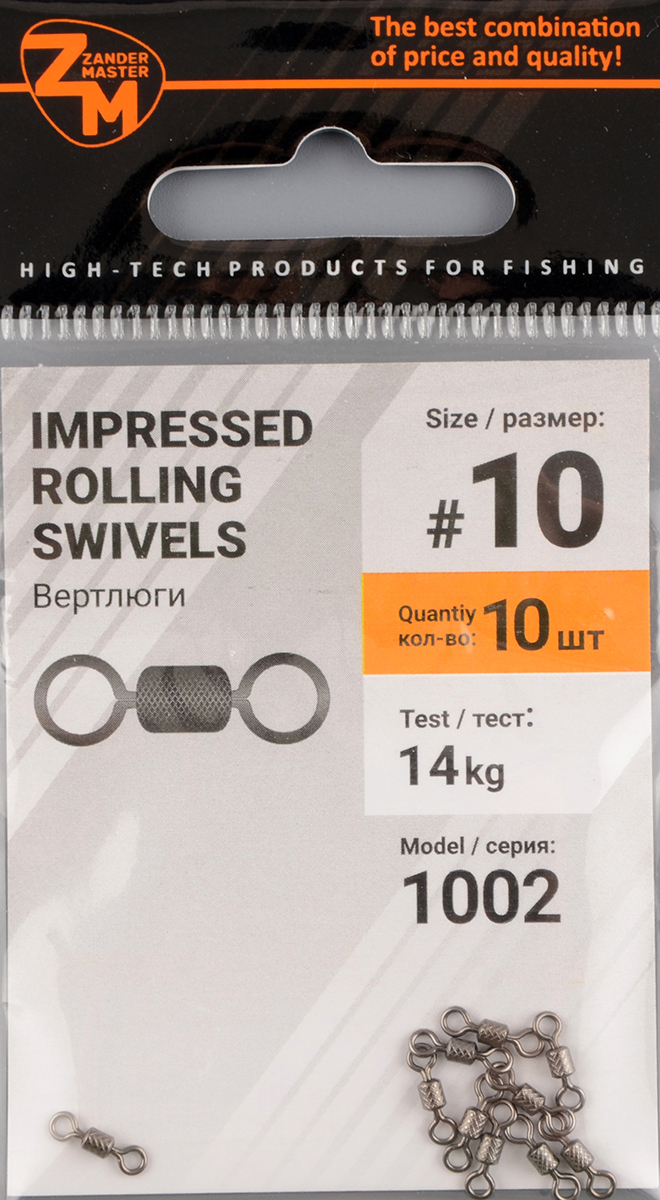 ZM ZANDER
MASTER
The best combination
of price and quality!
HIGH-TECH PRODUCTS FOR FISHING
IMPRESSED
ROLLING
SWIVELS
Вертлюги
Size / размер:
#10
Quantiy
кол-во: 10 шт
Test / тест:
14kg
Model / серия:
1002